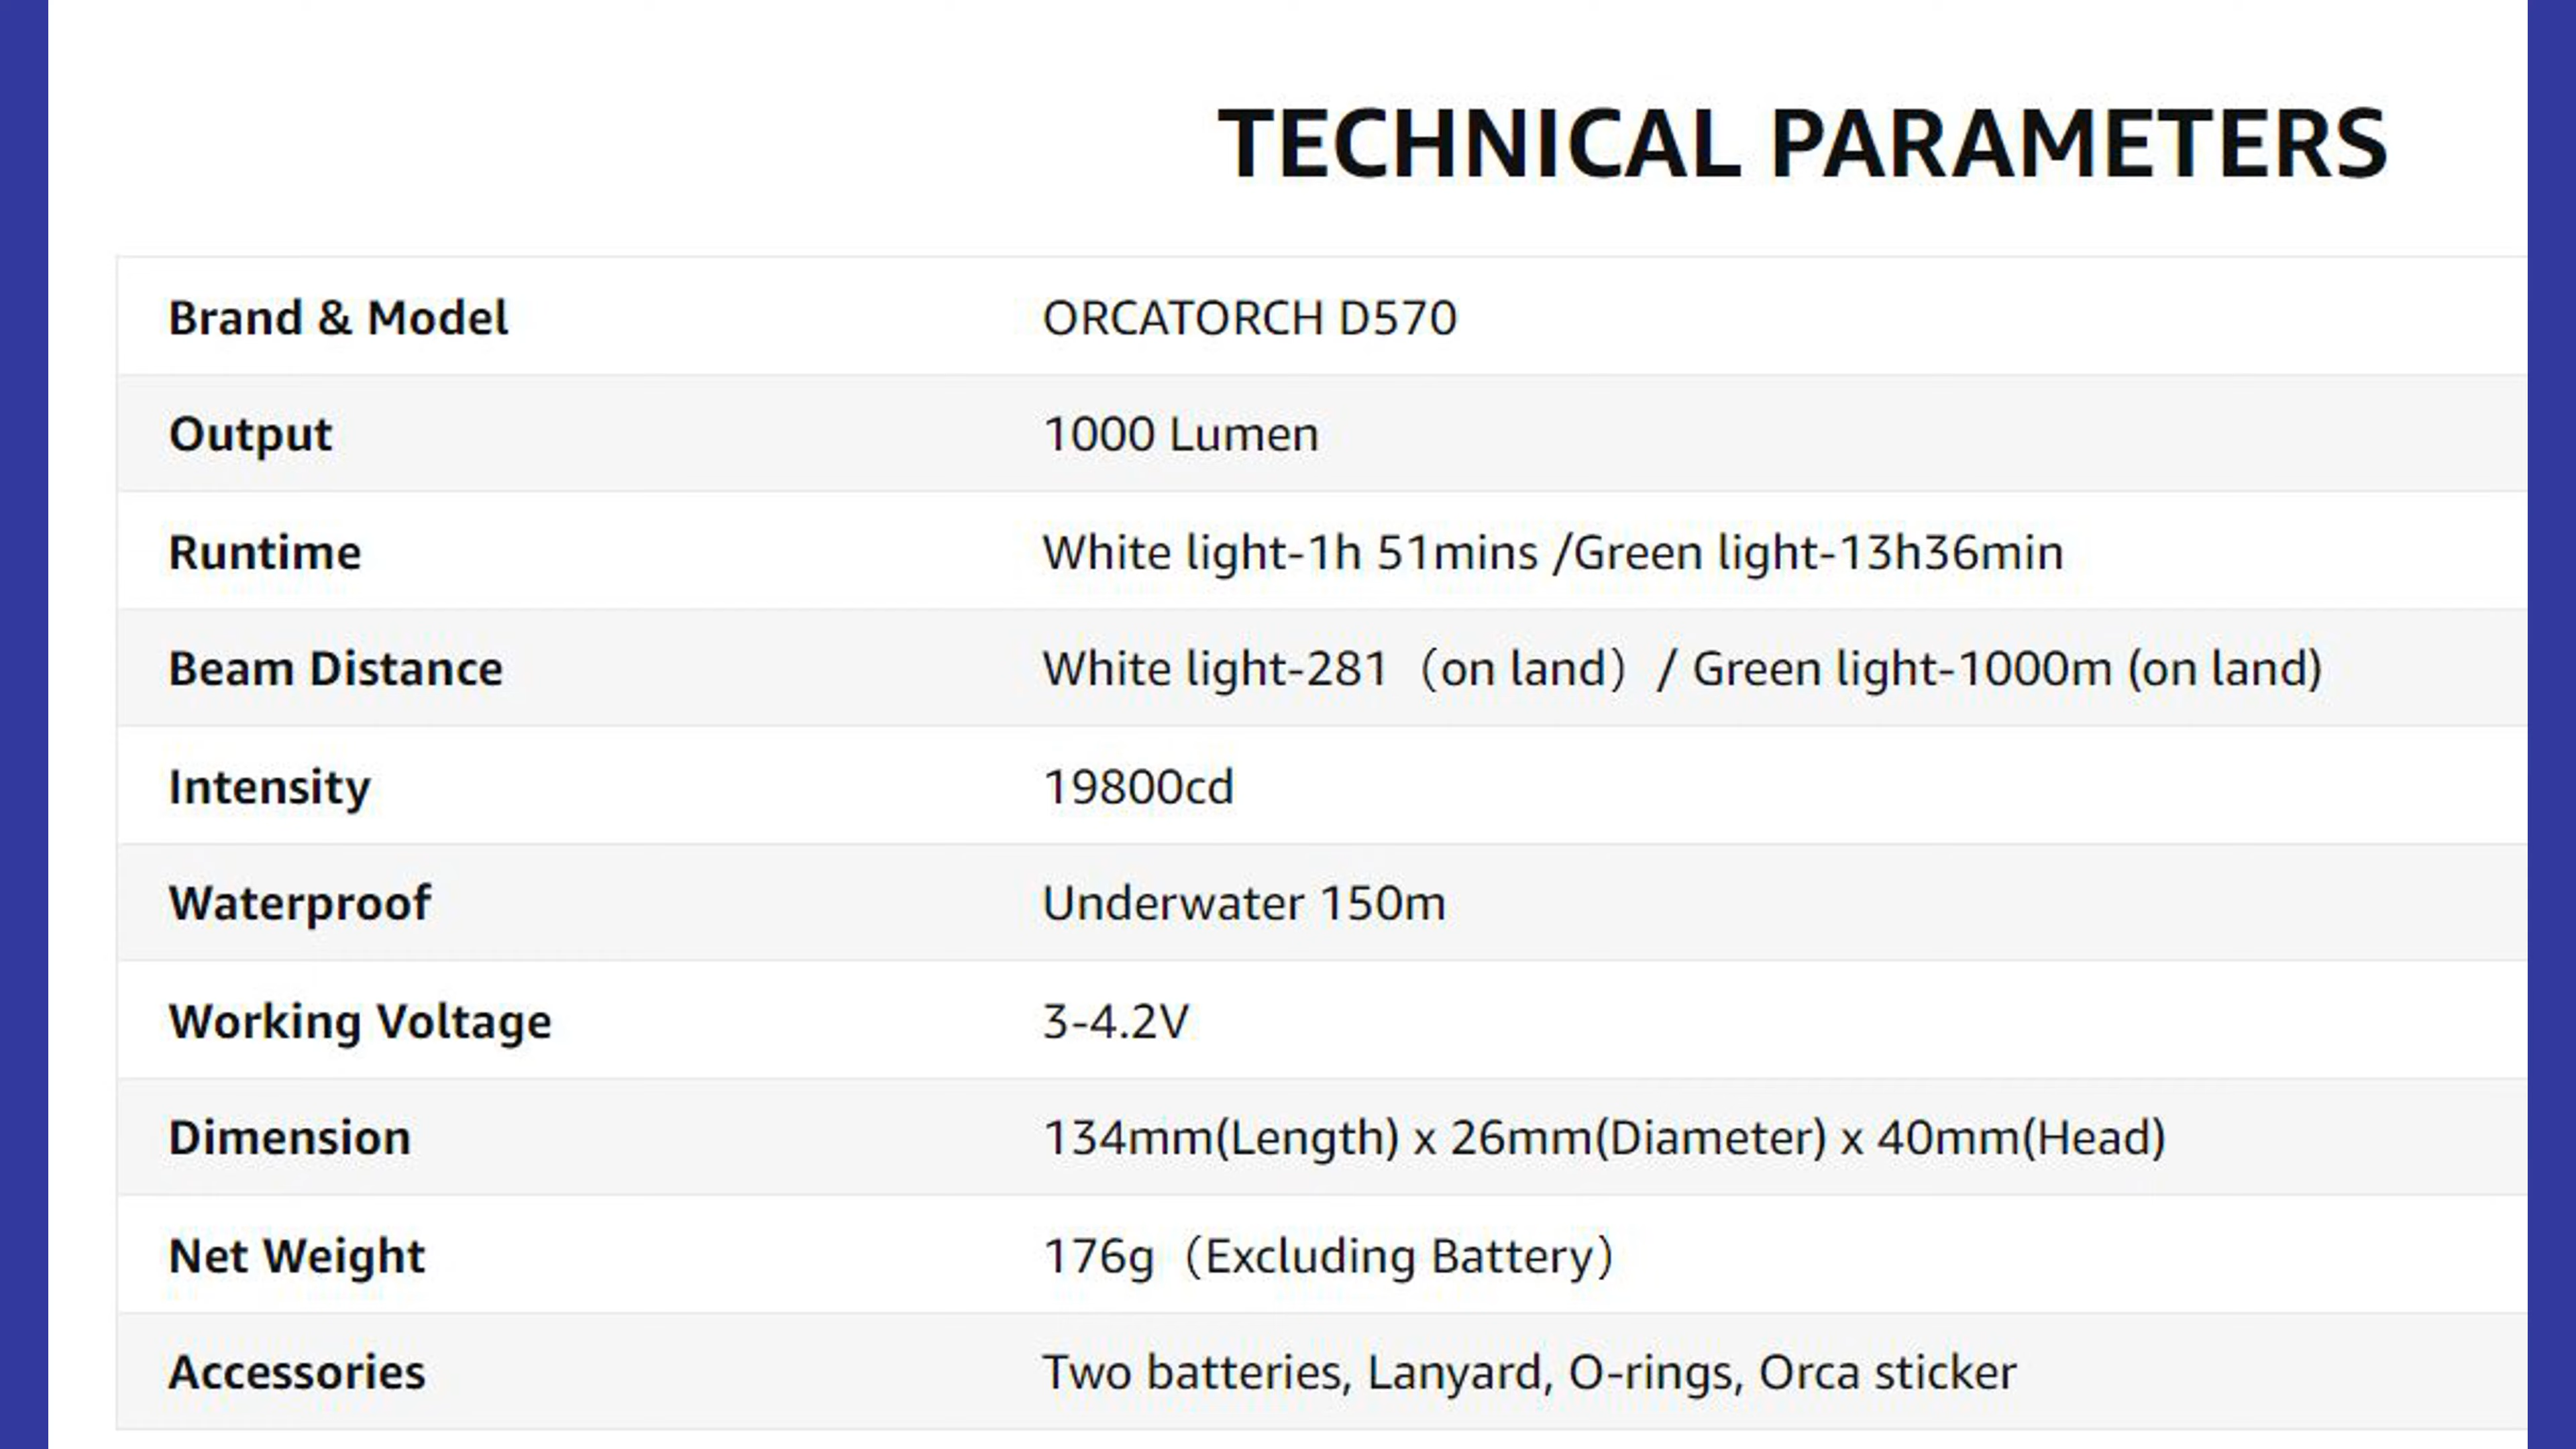 TECHNICAL PARAMETERS
Brand & Model ORCATORCH D570
Output 1000 Lumen
Runtime White light-1h 51mins /Green light-13h36min
Beam Distance White light-281（on land）/ Green light-1000m (on land)
Intensity 19800cd
Waterproof Underwater 150m
Working Voltage 3-4.2V
Dimension 134mm(Length) x 26mm(Diameter) x 40mm(Head)
Net Weight 176g（Excluding Battery）
Accessories Two batteries, Lanyard, O-rings, Orca sticker